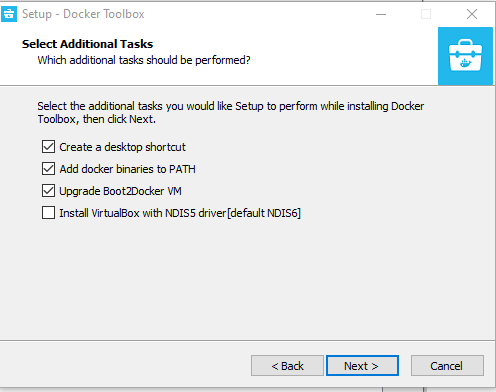 Setup - Docker Toolbox
Select Additional Tasks
Which additional tasks should be performed?
Select the additional tasks you would like Setup to perform while installing Docker
Toolbox, then click Next.
Create a desktop shortcut
Add docker binaries to PATH
Upgrade Boot2Docker VM
Install VirtualBox with NDIS5 driver[default NDIS6]
< Back
Next >
Cancel